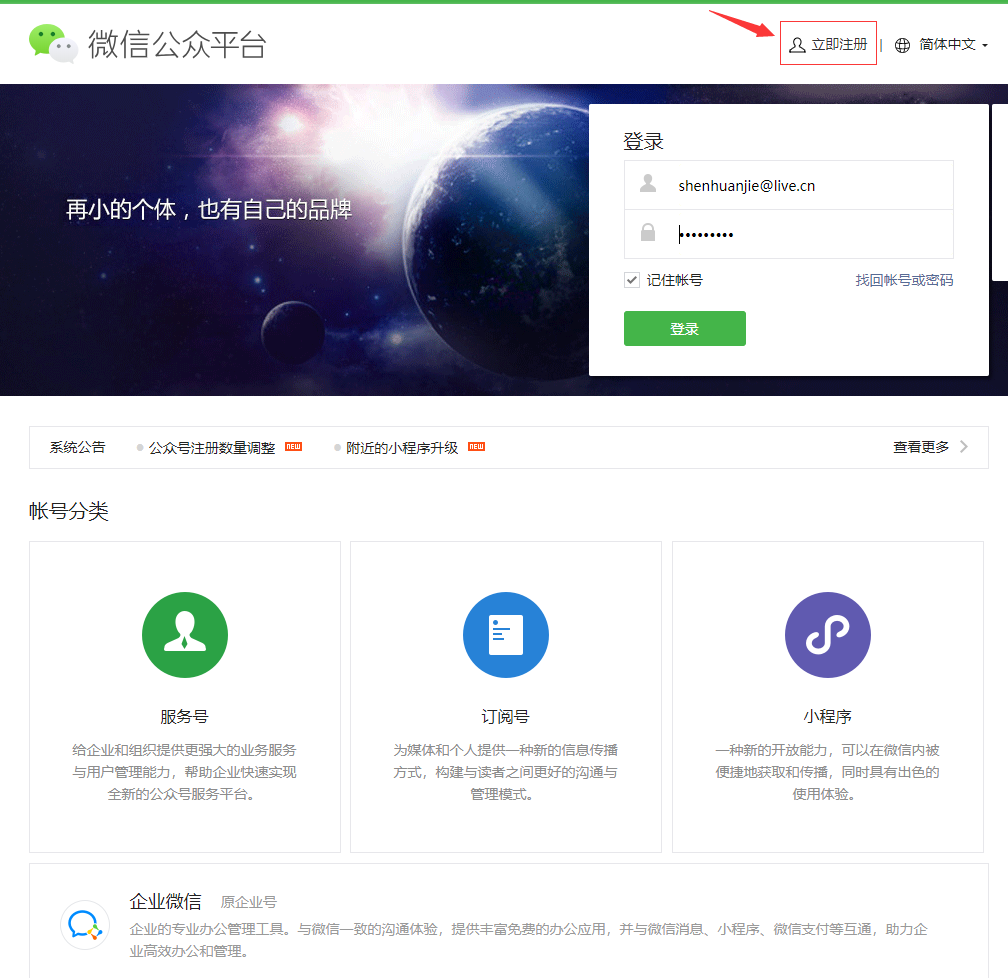 微信公众平台
立即注册
简体中文
再小的个体，也有自己的品牌
登录
shenhuanjie@live.cn
•••••••••
记住帐号
找回帐号或密码
登录
系统公告
公众号注册数量调整 NEW
附近的小程序升级 NEW
查看更多
帐号分类
服务号
给企业和组织提供更强大的业务服务
与用户管理能力，帮助企业快速实现
全新的公众号服务平台。
订阅号
为媒体和个人提供一种新的信息传播
方式，构建与读者之间更好的沟通与
管理模式。
小程序
一种新的开放能力，可以在微信内被
便捷地获取和传播，同时具有出色的
使用体验。
企业微信 原企业号
企业的专业办公管理工具。与微信一致的沟通体验，提供丰富免费的办公应用，并与微信消息、小程序、微信支付等互通，助力企
业高效办公和管理。